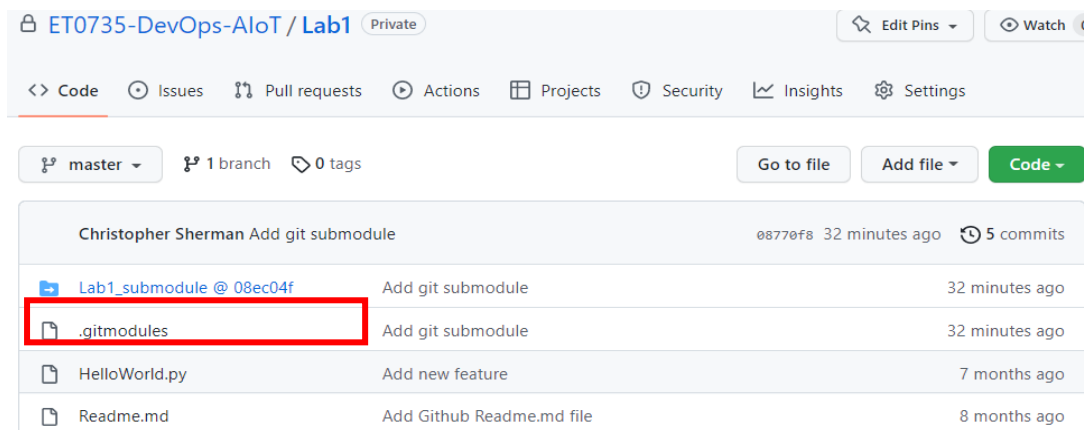 ET0735-DevOps-AIoT / Lab1 Private Edit Pins Watch
<> Code Issues Pull requests Actions Projects Security Insights Settings
master 1 branch 0 tags Go to file Add file Code
Christopher Sherman Add git submodule 08770f8 32 minutes ago 5 commits
Lab1_submodule @ 08ec04f Add git submodule 32 minutes ago
.gitmodules Add git submodule 32 minutes ago
HelloWorld.py Add new feature 7 months ago
Readme.md Add Github Readme.md file 8 months ago